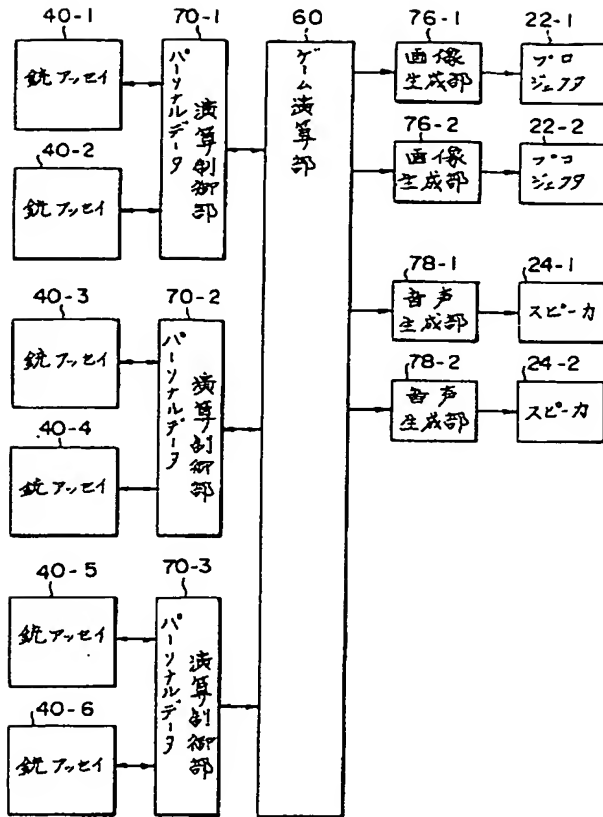 40-1
銃アッセイ
40-2
銃アッセイ
70-1
パーソナルデータ
演算制御部
40-3
銃アッセイ
40-4
銃アッセイ
70-2
パーソナルデータ
演算制御部
40-5
銃アッセイ
40-6
銃アッセイ
70-3
パーソナルデータ
演算制御部
60
ゲーム演算部
76-1
画像
生成部
22-1
プロ
ジェクタ
76-2
画像
生成部
22-2
プロ
ジェクタ
78-1
音声
生成部
24-1
スピーカ
78-2
音声
生成部
24-2
スピーカ